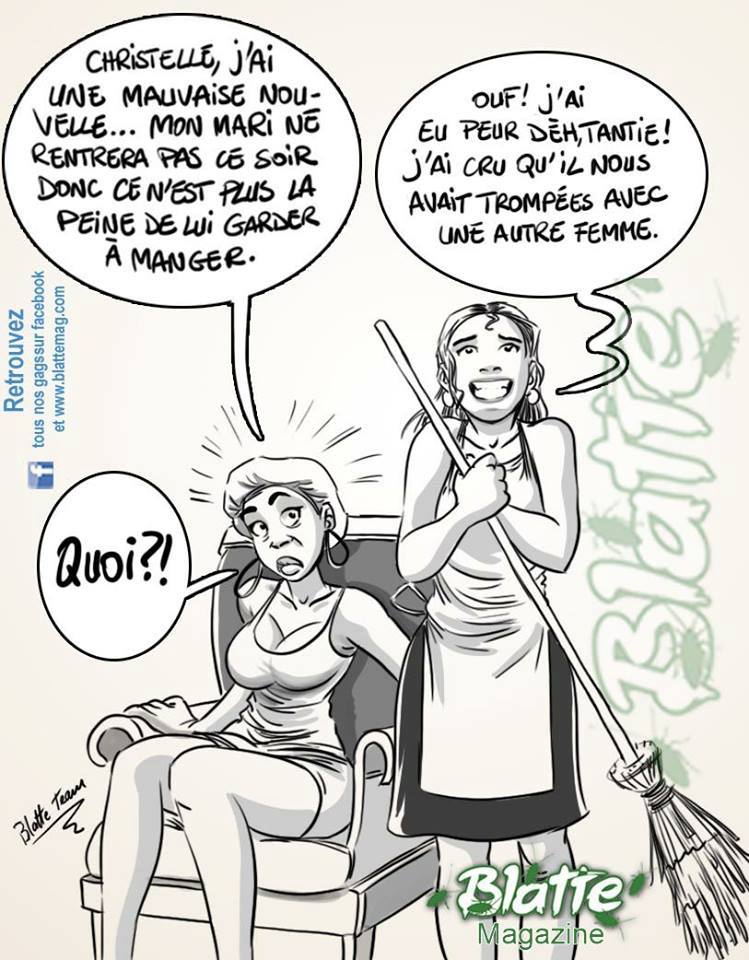 CHRISTELLE, j'Ai
UNE MAUVAiSE NOU-
VELLE... MON MARi NE
RENTRERA PAS CE SOiR
DONC CE N'EST PLUS LA
PEiNE DE LUi GARDER
À MANGER.
OUF! j'Ai
EU PEUR DÈH, TANTiE!
j'Ai CRU QU'iL NOUS
AVAiT TROMPÉES AVEC
UNE AUTRE FEMME.
QUOi?!
Retrouvez
tous nos gagssur facebook
et www.blattemag.com
f
Blatte
Blatte Team
Blatte
Magazine